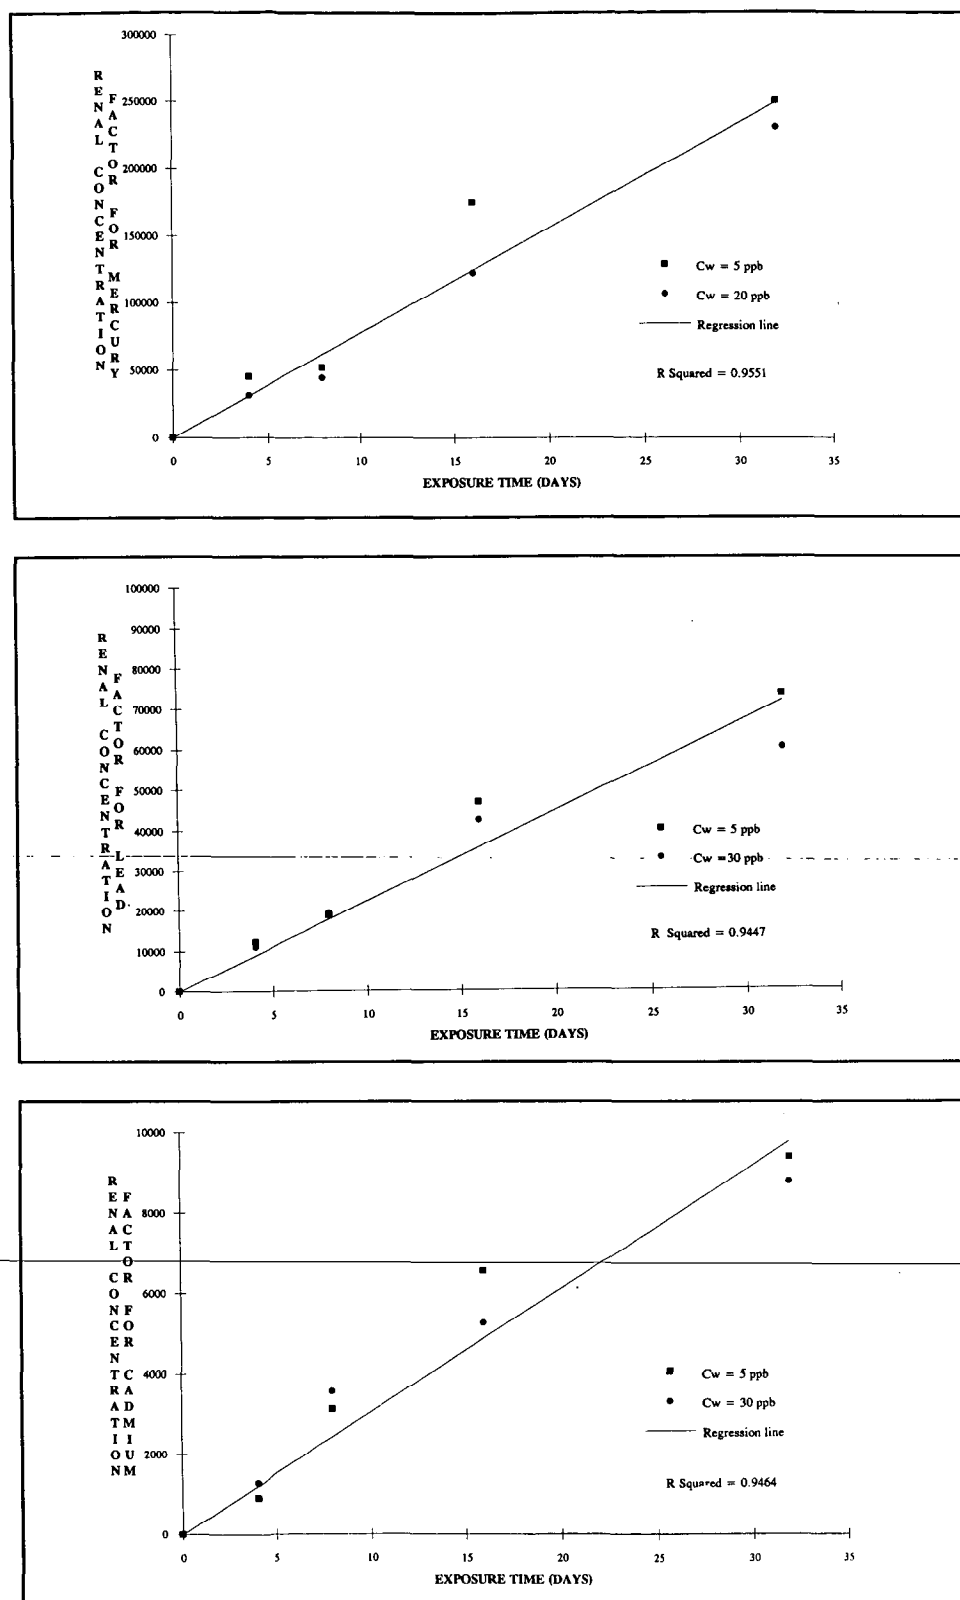 300000
250000
200000
150000
100000
50000
0
RENAL CONCENTRATION
FACTOR FOR MERCURY
Cw = 5 ppb
Cw = 20 ppb
Regression line
R Squared = 0.9551
0 5 10 15 20 25 30 35
EXPOSURE TIME (DAYS)
100000
90000
80000
70000
60000
50000
40000
30000
20000
10000
0
RENAL CONCENTRATION
FACTOR FOR LEAD
Cw = 5 ppb
Cw = 30 ppb
Regression line
R Squared = 0.9447
0 5 10 15 20 25 30 35
EXPOSURE TIME (DAYS)
10000
8000
6000
4000
2000
0
RENAL CONCENTRATION
FACTOR FOR CADMIUM
Cw = 5 ppb
Cw = 30 ppb
Regression line
R Squared = 0.9464
0 5 10 15 20 25 30 35
EXPOSURE TIME (DAYS)